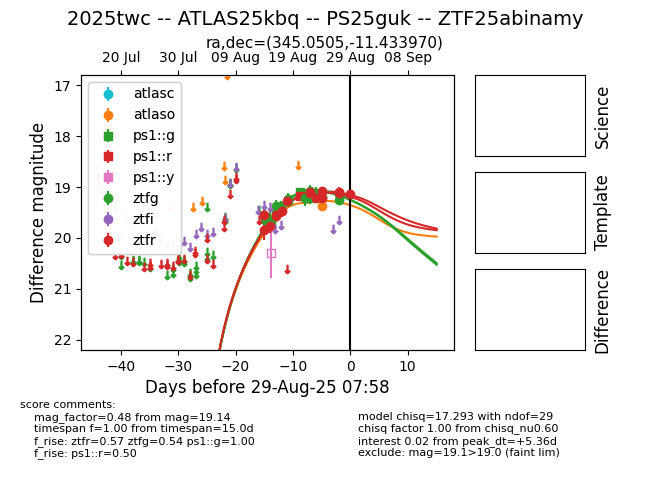 2025twc -- ATLAS25kbq -- PS25guk -- ZTF25abinamy
ra,dec=(345.0505,-11.433970)
20 Jul 30 Jul 09 Aug 19 Aug 29 Aug 08 Sep
17
18
19
20
21
22
Difference magnitude
atlasc
atlaso
ps1::g
ps1::r
ps1::y
ztfg
ztfi
ztfr
−40 −30 −20 −10 0 10
Days before 29-Aug-25 07:58
Science
Template
Difference
score comments:
mag_factor=0.48 from mag=19.14
timespan f=1.00 from timespan=15.0d
f_rise: ztfr=0.57 ztfg=0.54 ps1::g=1.00
f_rise: ps1::r=0.50
model chisq=17.293 with ndof=29
chisq factor 1.00 from chisq_nu0.60
interest 0.02 from peak_dt=+5.36d
exclude: mag=19.1>19.0 (faint lim)